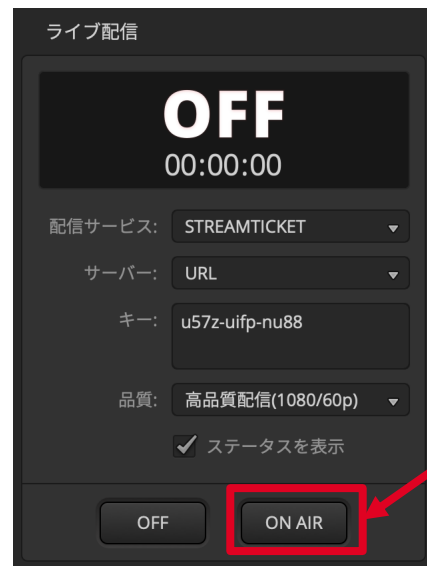 ライブ配信
OFF
00:00:00
配信サービス: STREAMTICKET
サーバー: URL
キー: u57z-uifp-nu88
品質: 高品質配信(1080/60p)
ステータスを表示
OFF ON AIR